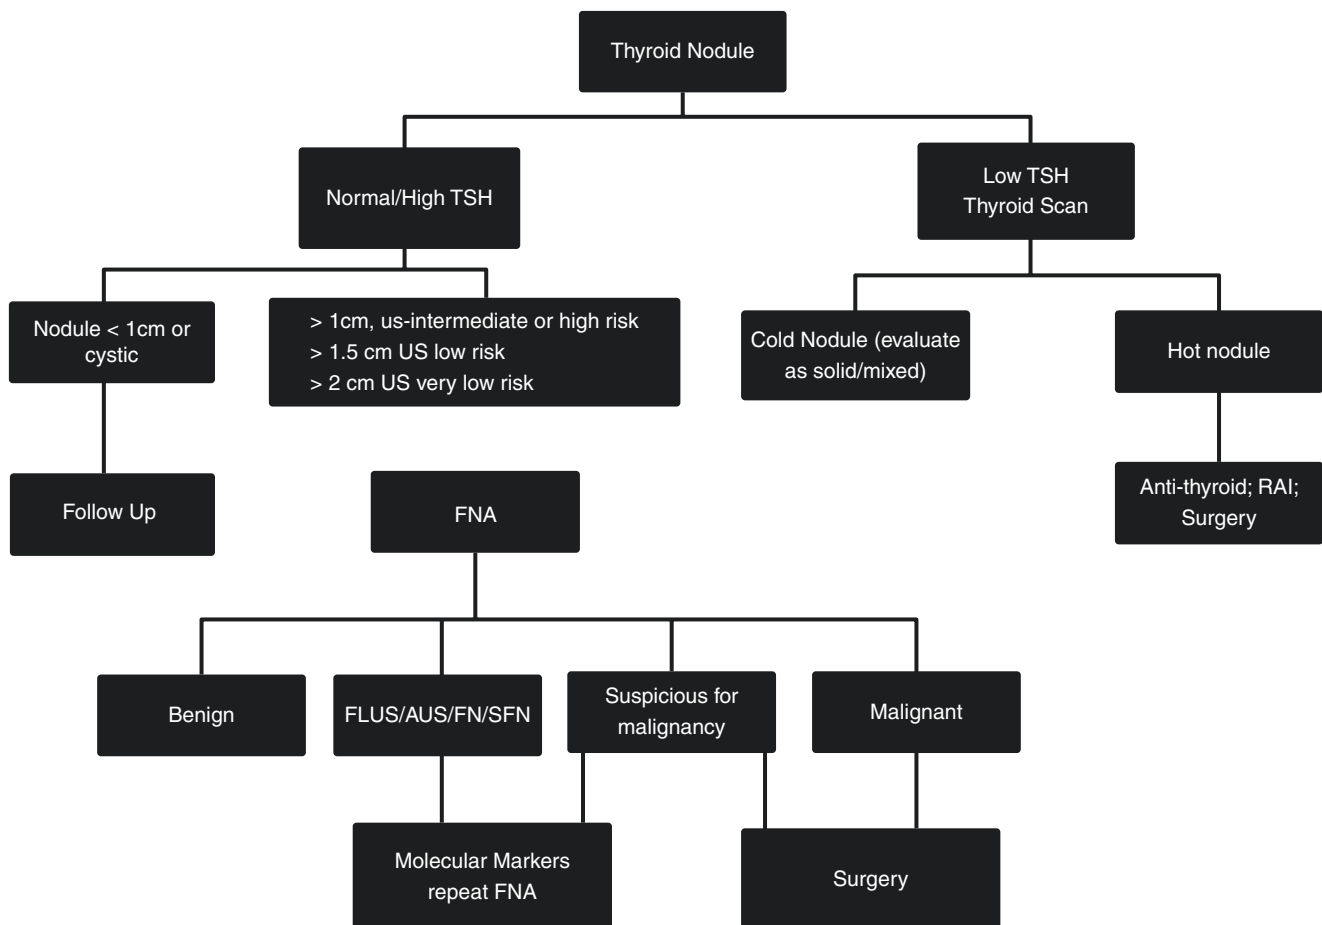 Thyroid Nodule
Normal/High TSH
Low TSH
Thyroid Scan
Nodule < 1cm or
cystic
> 1cm, us-intermediate or high risk
> 1.5 cm US low risk
> 2 cm US very low risk
Cold Nodule (evaluate
as solid/mixed)
Hot nodule
Follow Up
FNA
Anti-thyroid; RAI;
Surgery
Benign
FLUS/AUS/FN/SFN
Suspicious for
malignancy
Malignant
Molecular Markers
repeat FNA
Surgery